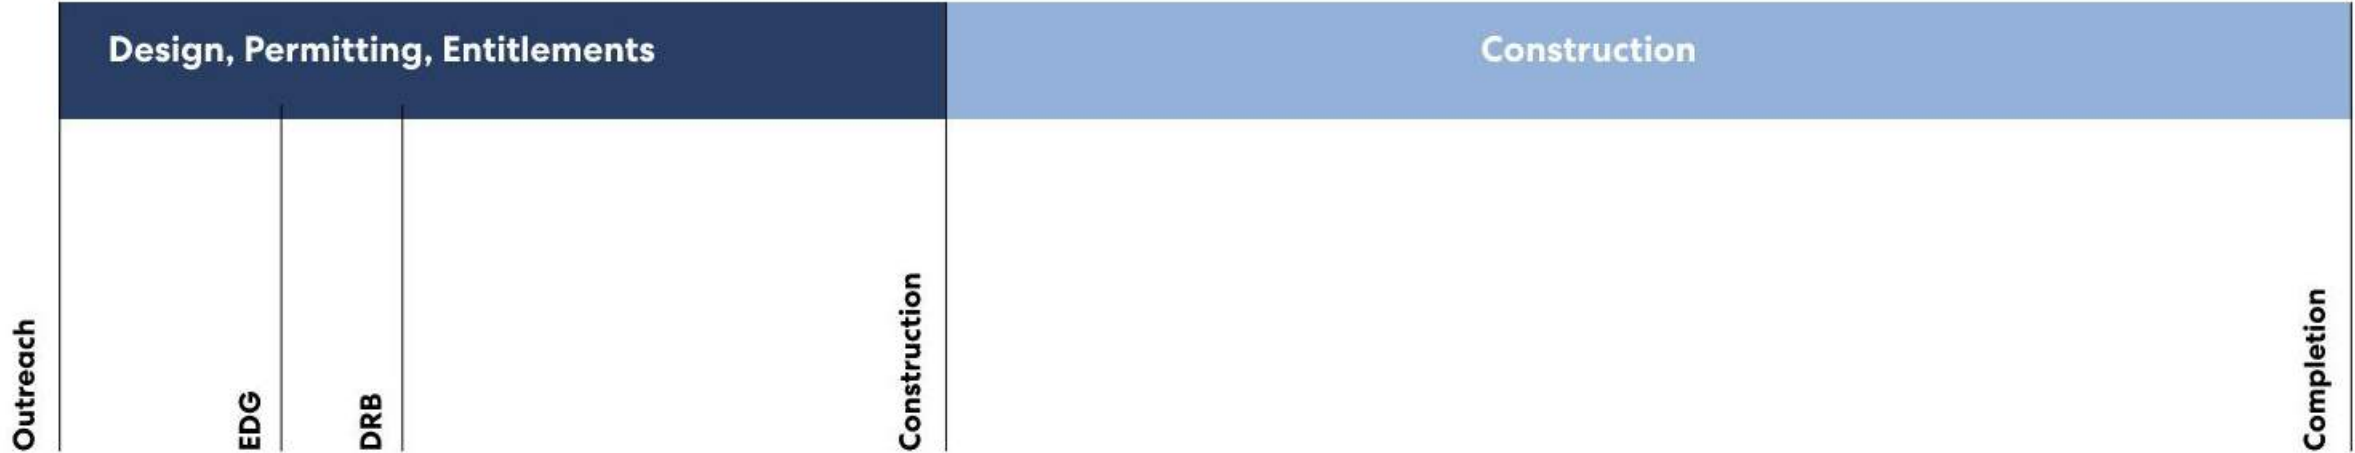 Design, Permitting, Entitlements
Construction
Outreach
EDG
DRB
Construction
Completion